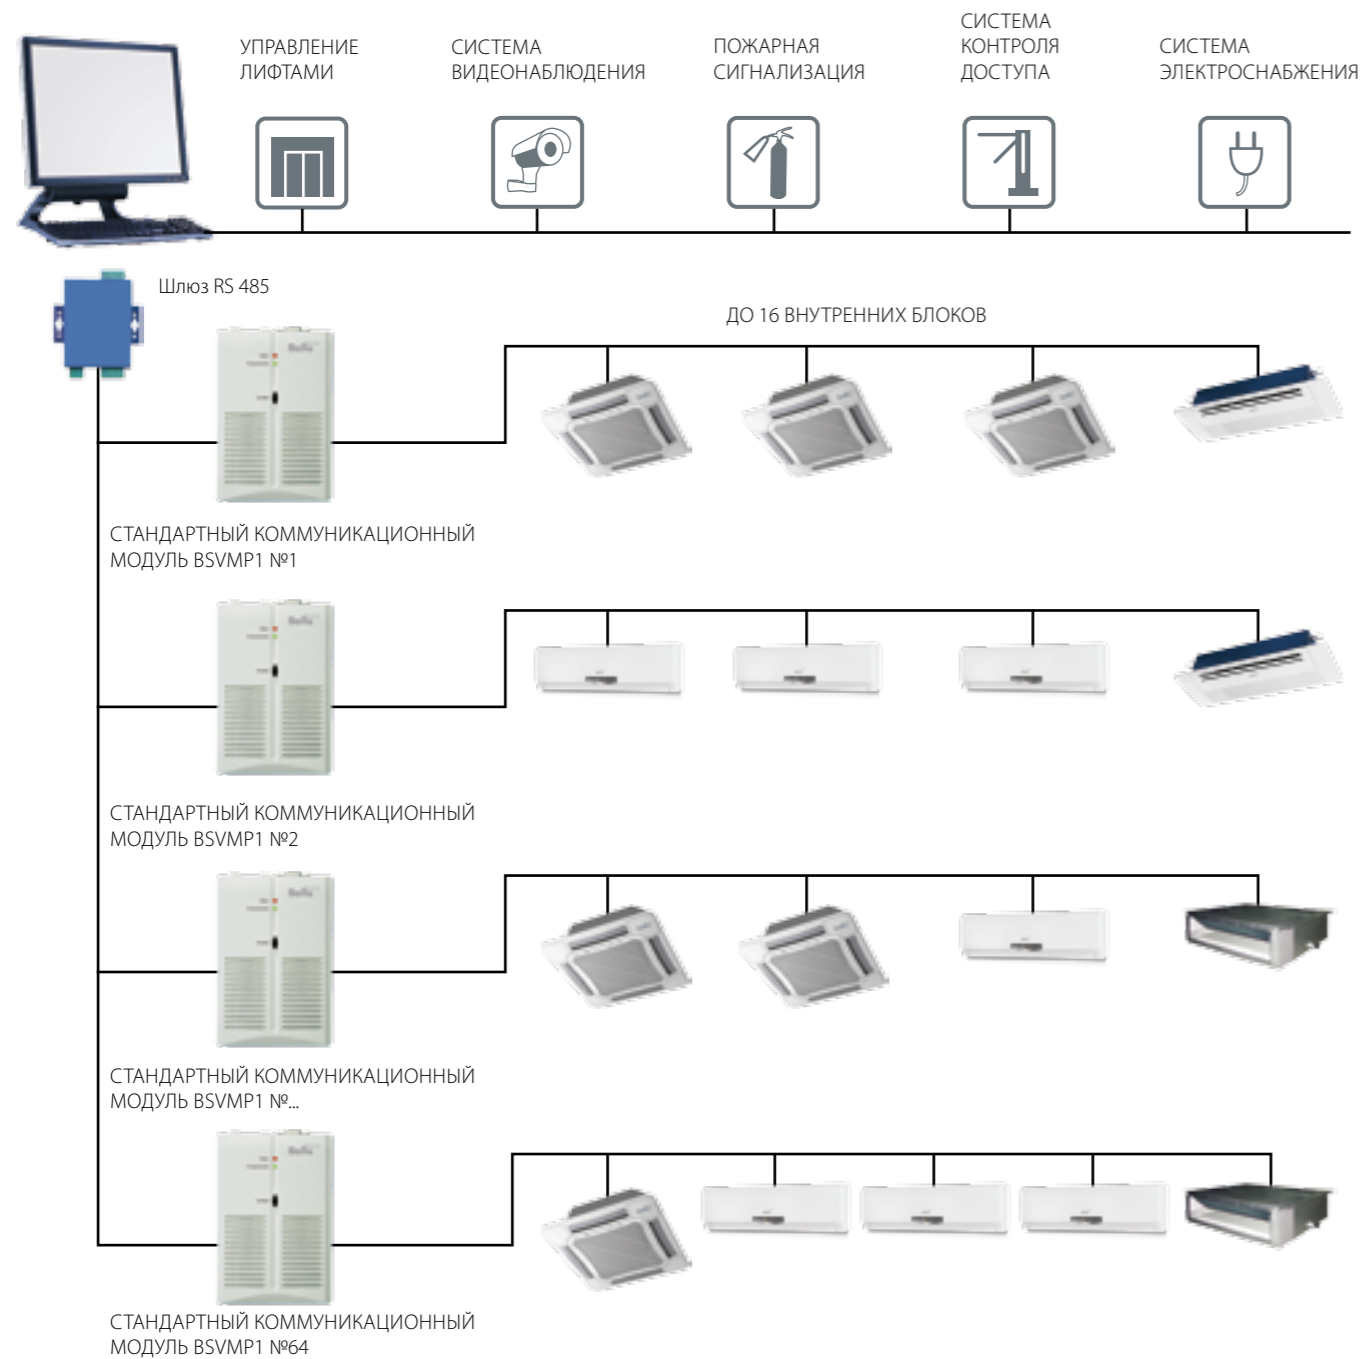 УПРАВЛЕНИЕ
ЛИФТАМИ
СИСТЕМА
ВИДЕОНАБЛЮДЕНИЯ
ПОЖАРНАЯ
СИГНАЛИЗАЦИЯ
СИСТЕМА
КОНТРОЛЯ
ДОСТУПА
СИСТЕМА
ЭЛЕКТРОСНАБЖЕНИЯ
Шлюз RS 485
ДО 16 ВНУТРЕННИХ БЛОКОВ
СТАНДАРТНЫЙ КОММУНИКАЦИОННЫЙ
МОДУЛЬ BSVMP1 №1
СТАНДАРТНЫЙ КОММУНИКАЦИОННЫЙ
МОДУЛЬ BSVMP1 №2
СТАНДАРТНЫЙ КОММУНИКАЦИОННЫЙ
МОДУЛЬ BSVMP1 №...
СТАНДАРТНЫЙ КОММУНИКАЦИОННЫЙ
МОДУЛЬ BSVMP1 №64